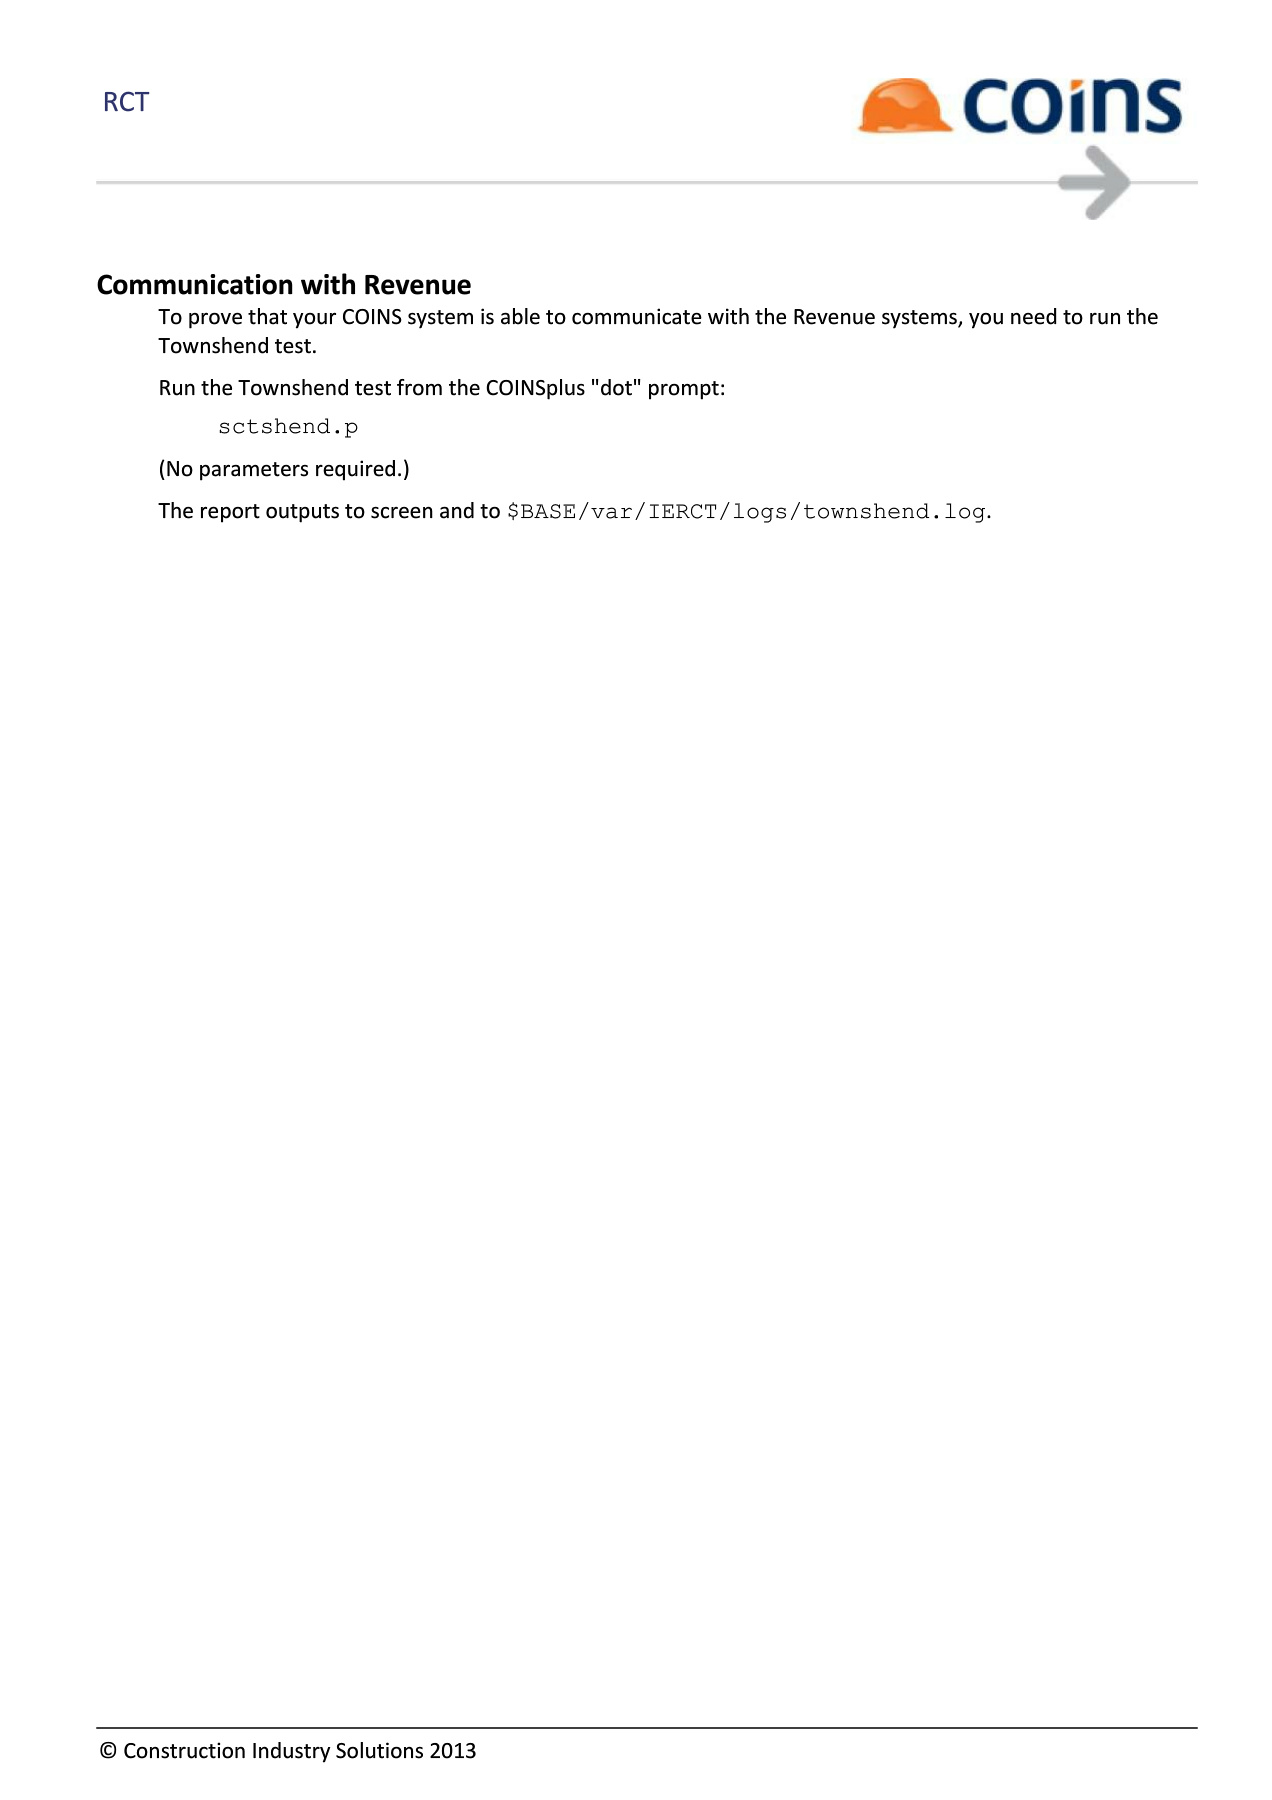 RCT
coins
Communication with Revenue
To prove that your COINS system is able to communicate with the Revenue systems, you need to run the
Townshend test.
Run the Townshend test from the COINSplus "dot" prompt:
sctshend.p
(No parameters required.)
The report outputs to screen and to $BASE/var/IERCT/logs/townshend.log.
© Construction Industry Solutions 2013